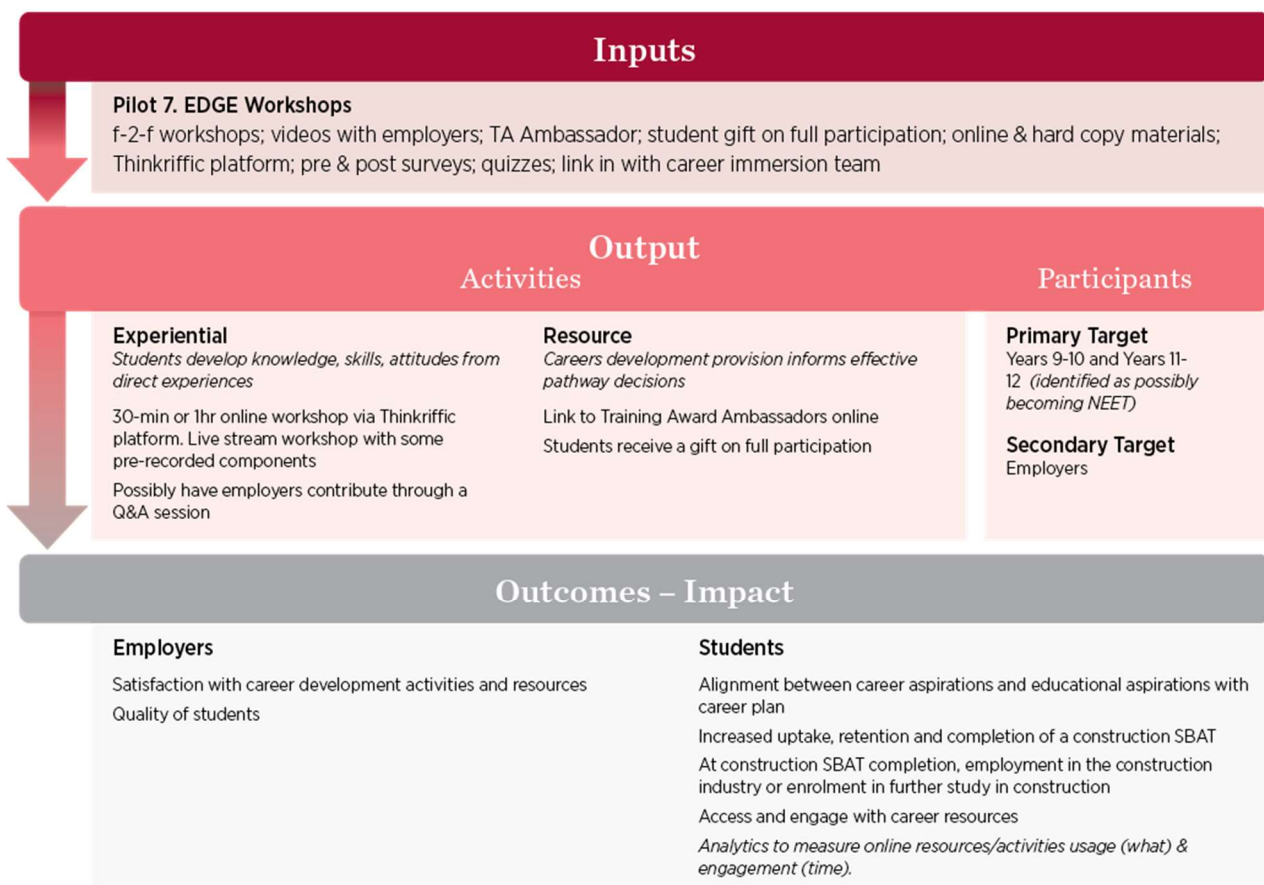 Inputs
Pilot 7. EDGE Workshops
f-2-f workshops; videos with employers; TA Ambassador; student gift on full participation; online & hard copy materials;
Thinkriffic platform; pre & post surveys; quizzes; link in with career immersion team
Output
Activities
Participants
Experiential
Students develop knowledge, skills, attitudes from
direct experiences
30-min or 1hr online workshop via Thinkriffic
platform. Live stream workshop with some
pre-recorded components
Possibly have employers contribute through a
Q&A session
Resource
Careers development provision informs effective
pathway decisions
Link to Training Award Ambassadors online
Students receive a gift on full participation
Primary Target
Years 9-10 and Years 11-
12 (identified as possibly
becoming NEET)
Secondary Target
Employers
Outcomes – Impact
Employers
Satisfaction with career development activities and resources
Quality of students
Students
Alignment between career aspirations and educational aspirations with
career plan
Increased uptake, retention and completion of a construction SBAT
At construction SBAT completion, employment in the construction
industry or enrolment in further study in construction
Access and engage with career resources
Analytics to measure online resources/activities usage (what) &
engagement (time).